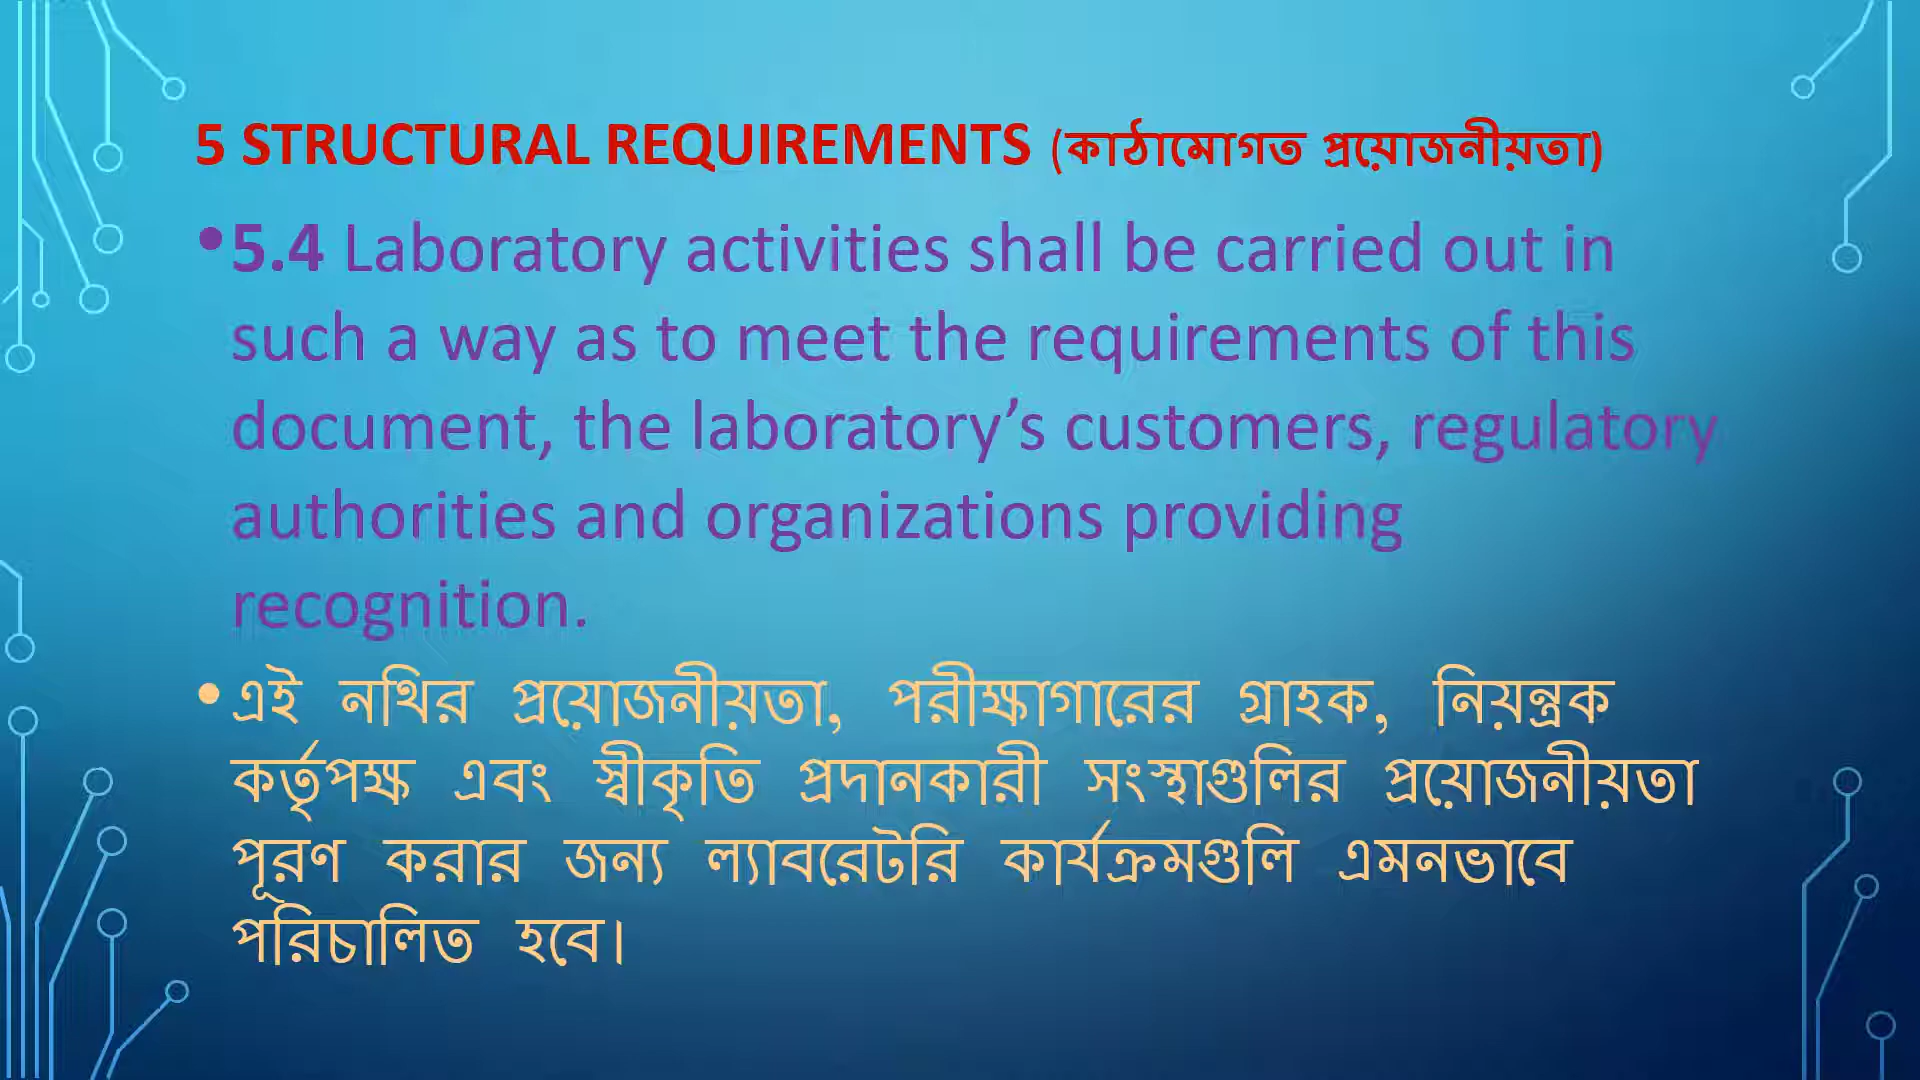 5 STRUCTURAL REQUIREMENTS (কাঠামোগত প্রয়োজনীয়তা)
•5.4 Laboratory activities shall be carried out in
such a way as to meet the requirements of this
document, the laboratory’s customers, regulatory
authorities and organizations providing
recognition.
•এই নথির প্রয়োজনীয়তা, পরীক্ষাগারের গ্রাহক, নিয়ন্ত্রক
কর্তৃপক্ষ এবং স্বীকৃতি প্রদানকারী সংস্থাগুলির প্রয়োজনীয়তা
পূরণ করার জন্য ল্যাবরেটরি কার্যক্রমগুলি এমনভাবে
পরিচালিত হবে।